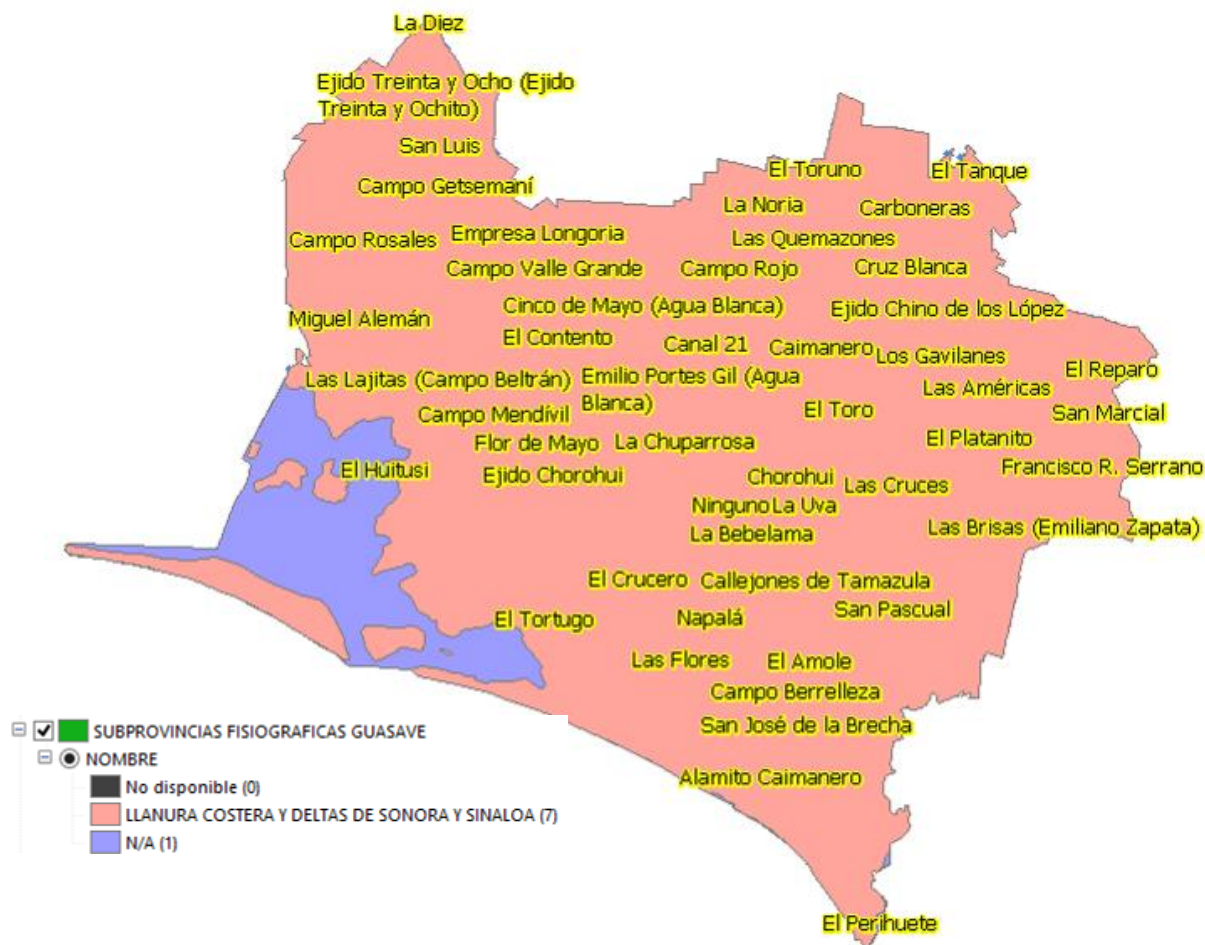 La Diez
Ejido Treinta y Ocho (Ejido
Treinta y Ochito)
San Luis
El Toruno
El Tanque
Campo Getsemaní
La Noria
Carboneras
Campo Rosales
Empresa Longoria
Las Quemazones
Campo Valle Grande
Campo Rojo
Cruz Blanca
Cinco de Mayo (Agua Blanca)
Ejido Chino de los López
Miguel Alemán
El Contento
Canal 21
Caimanero
Los Gavilanes
El Reparo
Las Lajitas (Campo Beltrán)
Emilio Portes Gil (Agua
Blanca)
Las Américas
Campo Mendívil
El Toro
San Marcial
Flor de Mayo
La Chuparrosa
El Platanito
El Huitusi
Ejido Chorohui
Chorohui
Las Cruces
Francisco R. Serrano
Ninguno
La Uva
La Bebelama
Las Brisas (Emiliano Zapata)
El Crucero
Callejones de Tamazula
El Tortugo
Napalá
San Pascual
Las Flores
El Amole
Campo Berrelleza
San José de la Brecha
Alamito Caimanero
El Perihuete
SUBPROVINCIAS FISIOGRAFICAS GUASAVE
NOMBRE
No disponible (0)
LLANURA COSTERA Y DELTAS DE SONORA Y SINALOA (7)
N/A (1)